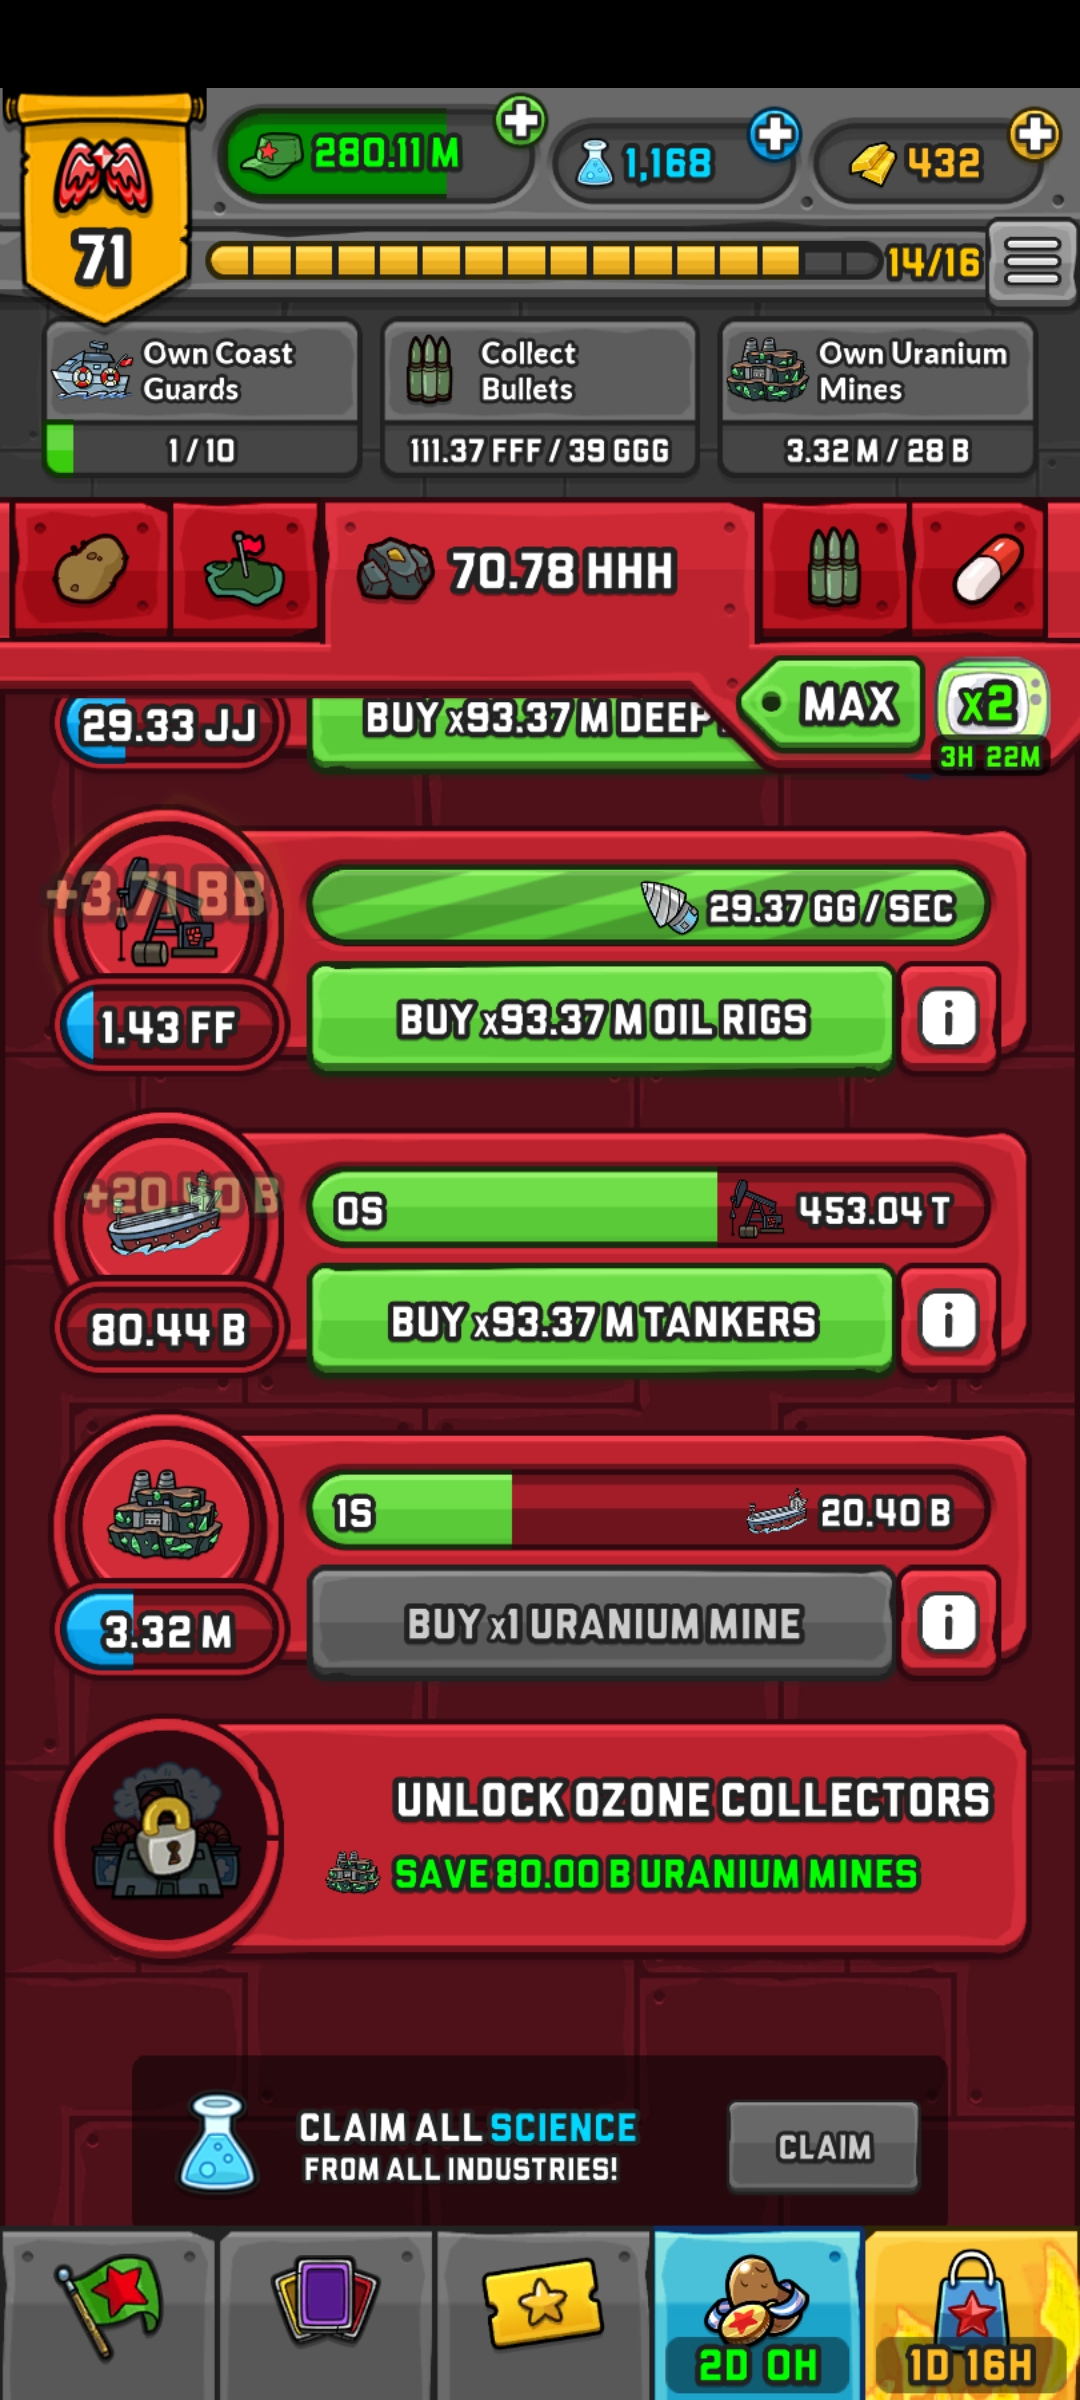 280.11 M
1,168
432
71
14/16
Own Coast
Guards
1 / 10
Collect
Bullets
111.37 FFF / 39 GGG
Own Uranium
Mines
3.32 M / 28 B
70.78 HHH
MAX
x2
3H 22M
29.33 JJ
BUY x93.37 M DEEP
+3.71 BB
29.37 GG / SEC
1.43 FF
BUY x93.37 M OIL RIGS
i
+20.40 B
0S
453.04 T
80.44 B
BUY x93.37 M TANKERS
i
1S
20.40 B
3.32 M
BUY x1 URANIUM MINE
i
UNLOCK OZONE COLLECTORS
SAVE 80.00 B URANIUM MINES
CLAIM ALL SCIENCE
FROM ALL INDUSTRIES!
CLAIM
2D 0H
1D 16H